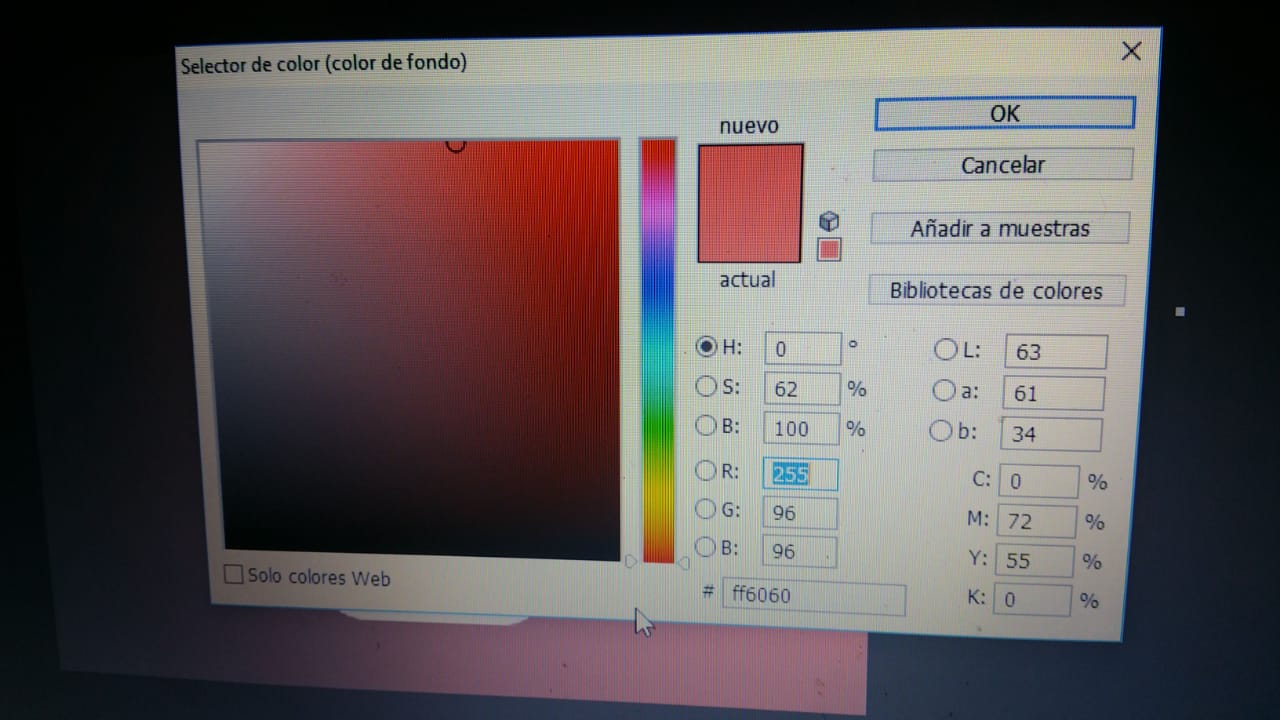 Selector de color (color de fondo)
nuevo
actual
OK
Cancelar
Añadir a muestras
Bibliotecas de colores
H: 0 °
S: 62 %
B: 100 %
R: 255
G: 96
B: 96
# ff6060
L: 63
a: 61
b: 34
C: 0 %
M: 72 %
Y: 55 %
K: 0 %
Solo colores Web